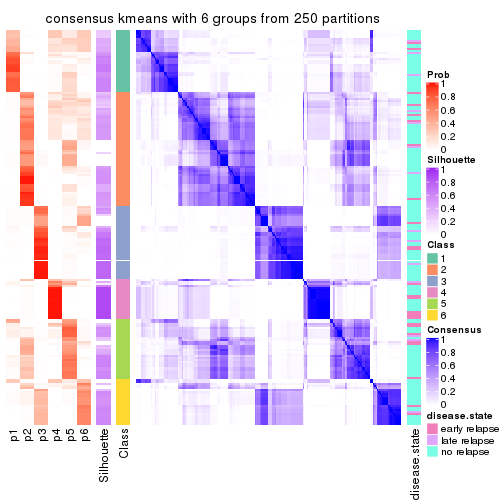 consensus kmeans with 6 groups from 250 partitions
Prob
1
0.8
0.6
0.4
0.2
0
Silhouette
1
0.8
0.6
0.4
0.2
0
Class
1
2
3
4
5
6
Consensus
1
0.8
0.6
0.4
0.2
0
disease.state
early relapse
late relapse
no relapse
p1
p2
p3
p4
p5
p6
Silhouette
Class
disease.state